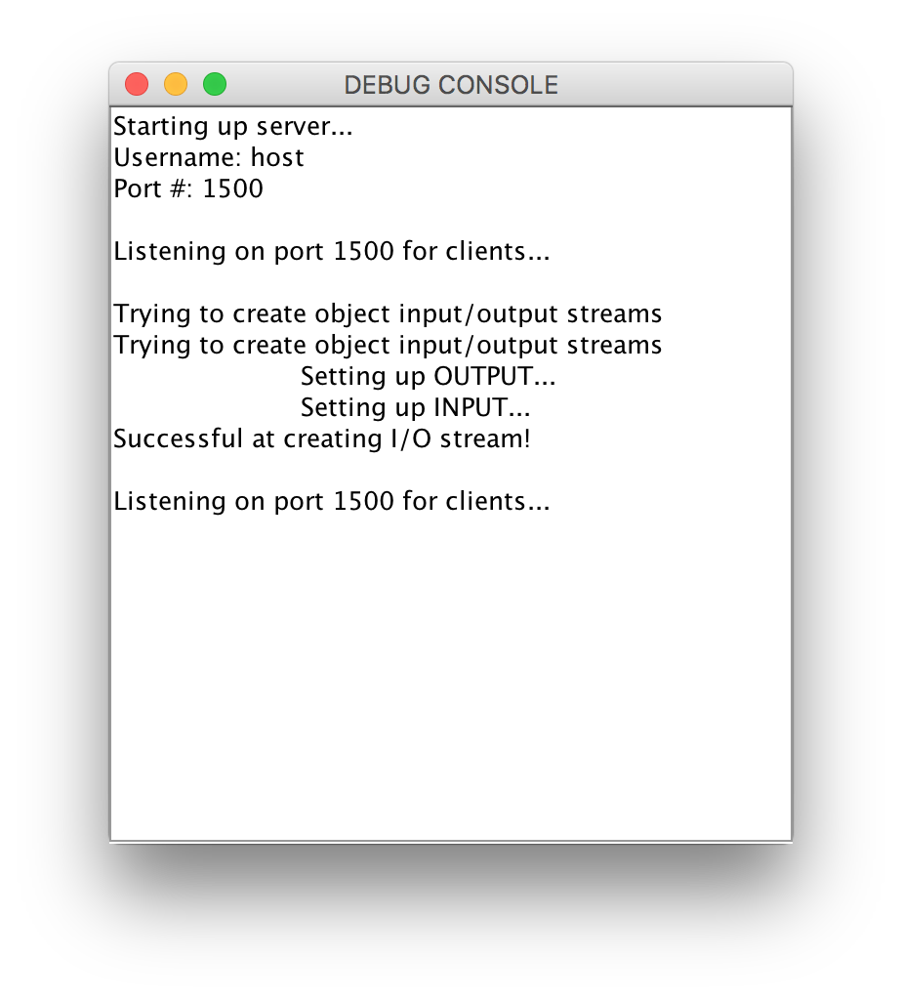 DEBUG CONSOLE
Starting up server...
Username: host
Port #: 1500
Listening on port 1500 for clients...
Trying to create object input/output streams
Trying to create object input/output streams
Setting up OUTPUT...
Setting up INPUT...
Successful at creating I/O stream!
Listening on port 1500 for clients...